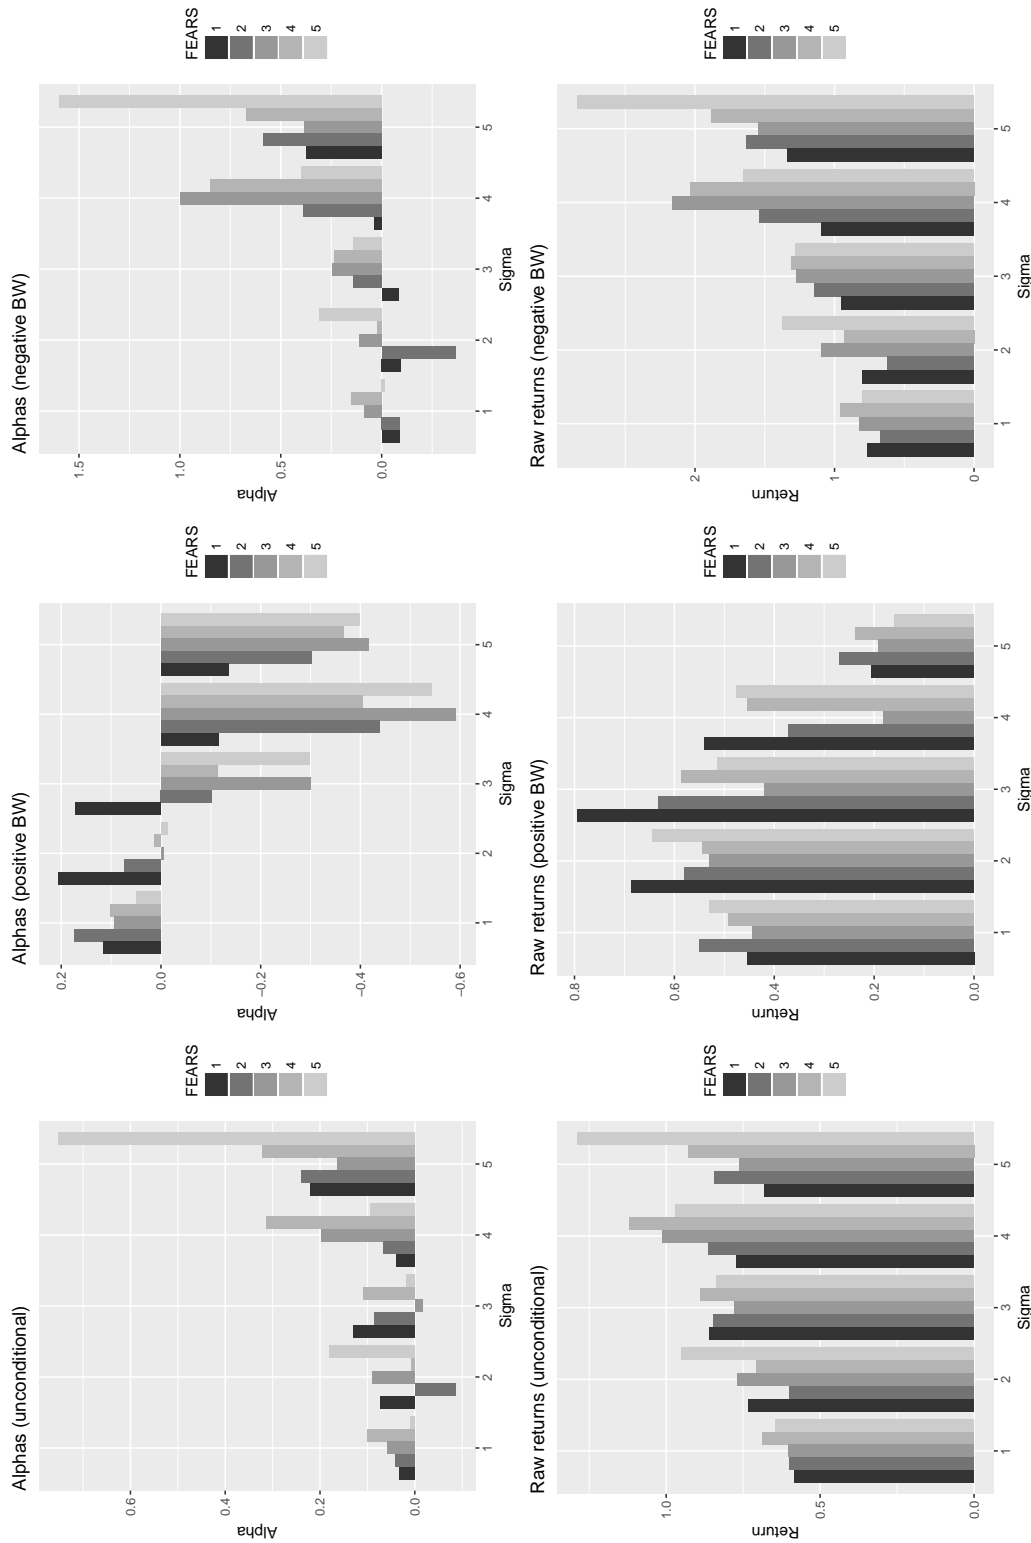 Alphas (unconditional)
Alpha
0.6
0.4
0.2
0.0
1 2 3 4 5
Sigma
FEARS
1
2
3
4
5
Alphas (positive BW)
Alpha
0.2
0.0
−0.2
−0.4
−0.6
1 2 3 4 5
Sigma
FEARS
1
2
3
4
5
Alphas (negative BW)
Alpha
1.5
1.0
0.5
0.0
1 2 3 4 5
Sigma
FEARS
1
2
3
4
5
Raw returns (unconditional)
Return
1.0
0.5
0.0
1 2 3 4 5
Sigma
FEARS
1
2
3
4
5
Raw returns (positive BW)
Return
0.8
0.6
0.4
0.2
0.0
1 2 3 4 5
Sigma
FEARS
1
2
3
4
5
Raw returns (negative BW)
Return
2
1
0
1 2 3 4 5
Sigma
FEARS
1
2
3
4
5